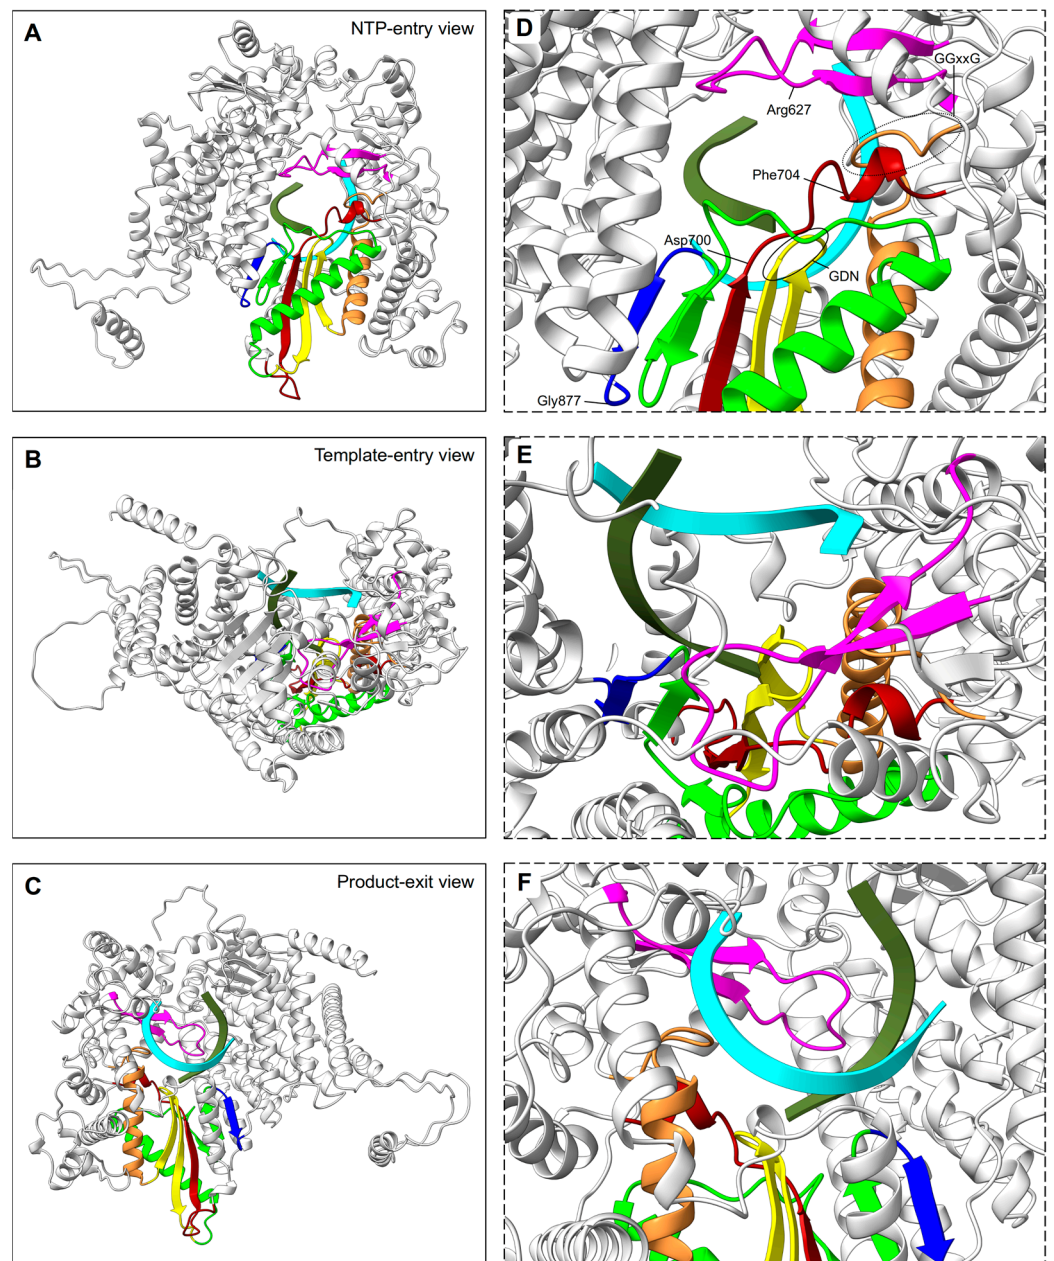 A
NTP-entry view
D
GGxxG
Arg627
Phe704
Asp700
GDN
Gly877
B
Template-entry view
E
C
Product-exit view
F